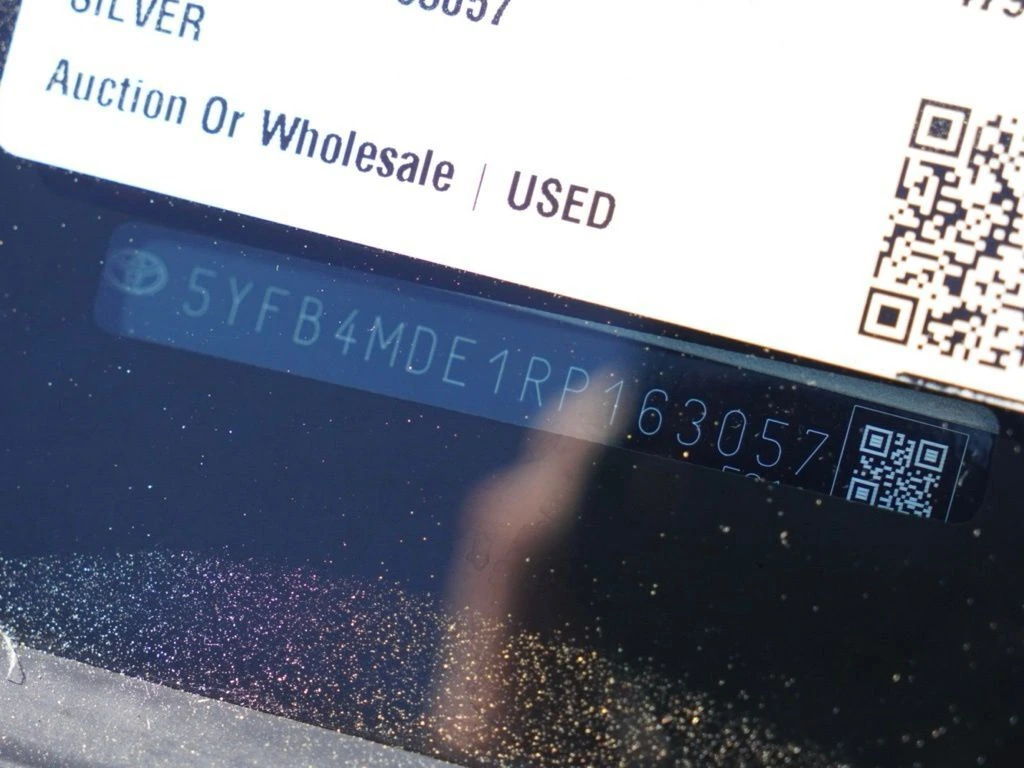 SILVER
Auction Or Wholesale | USED
5YFB4MDE1RP163057